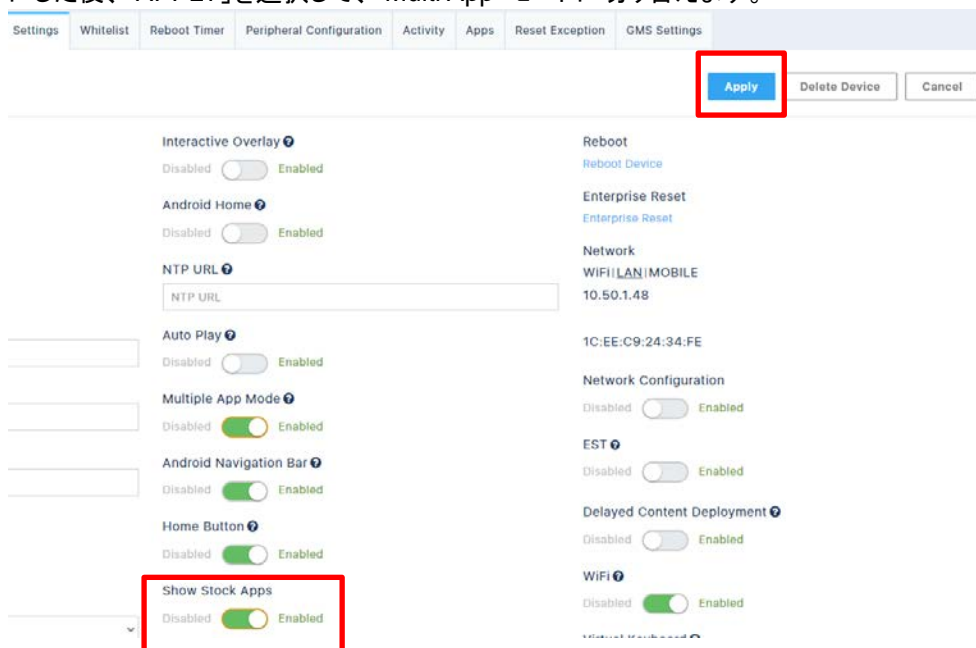 Settings Whitelist Reboot Timer Peripheral Configuration Activity Apps Reset Exception GMS Settings
Apply Delete Device Cancel
Interactive Overlay
Disabled Enabled
Android Home
Disabled Enabled
NTP URL
NTP URL
Auto Play
Disabled Enabled
Multiple App Mode
Disabled Enabled
Android Navigation Bar
Disabled Enabled
Home Button
Disabled Enabled
Show Stock Apps
Disabled Enabled
Reboot
Reboot Device
Enterprise Reset
Enterprise Reset
Network
WiFi|LAN|MOBILE
10.50.1.48
1C:EE:C9:24:34:FE
Network Configuration
Disabled Enabled
EST
Disabled Enabled
Delayed Content Deployment
Disabled Enabled
WiFi
Disabled Enabled